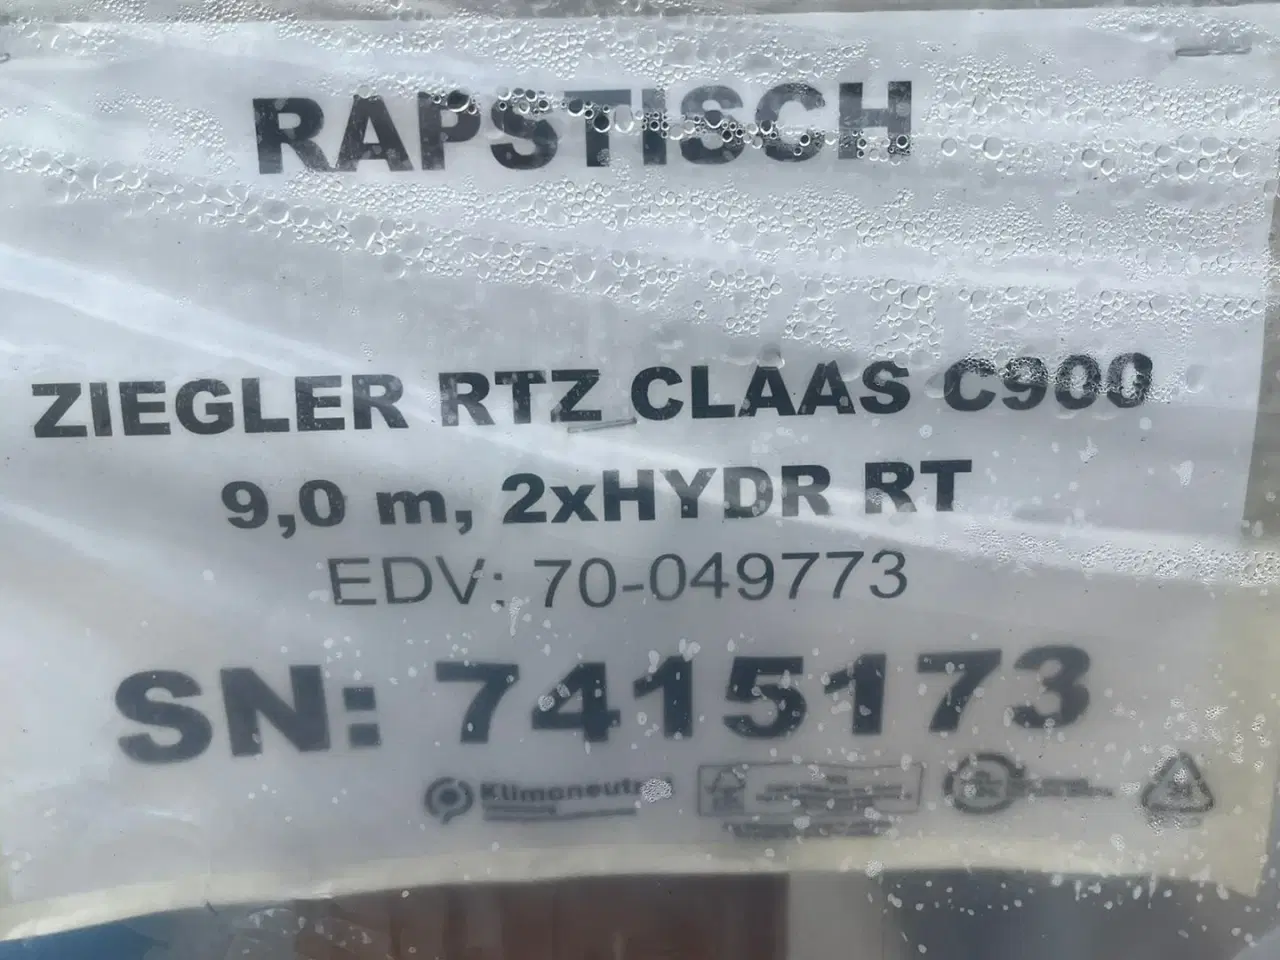 RAPSTISCH
ZIEGLER RTZ CLAAS C900
9,0 m, 2xHYDR RT
EDV: 70-049773
SN: 7415173